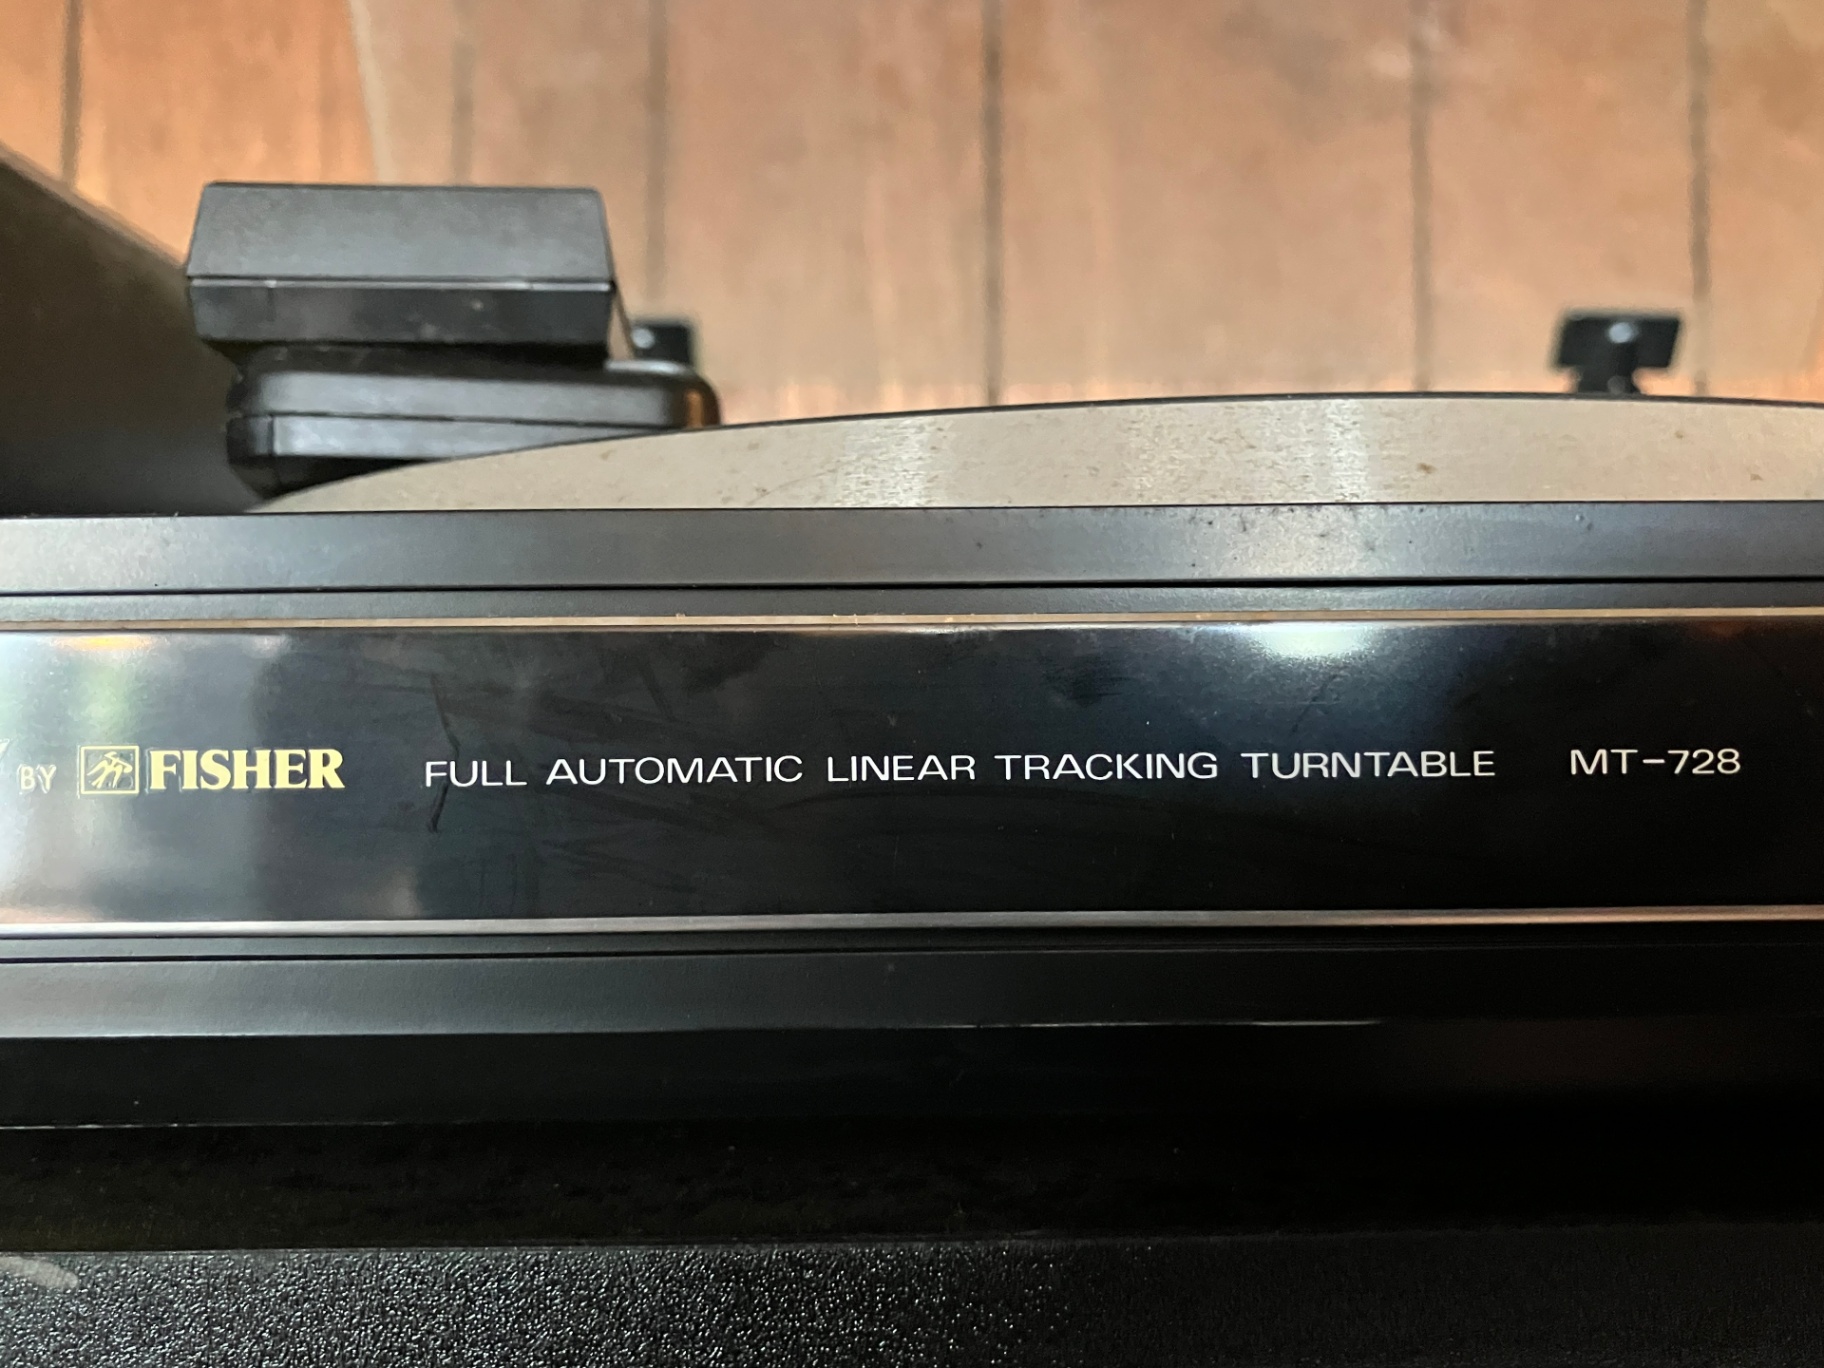 BY FISHER FULL AUTOMATIC LINEAR TRACKING TURNTABLE MT-728